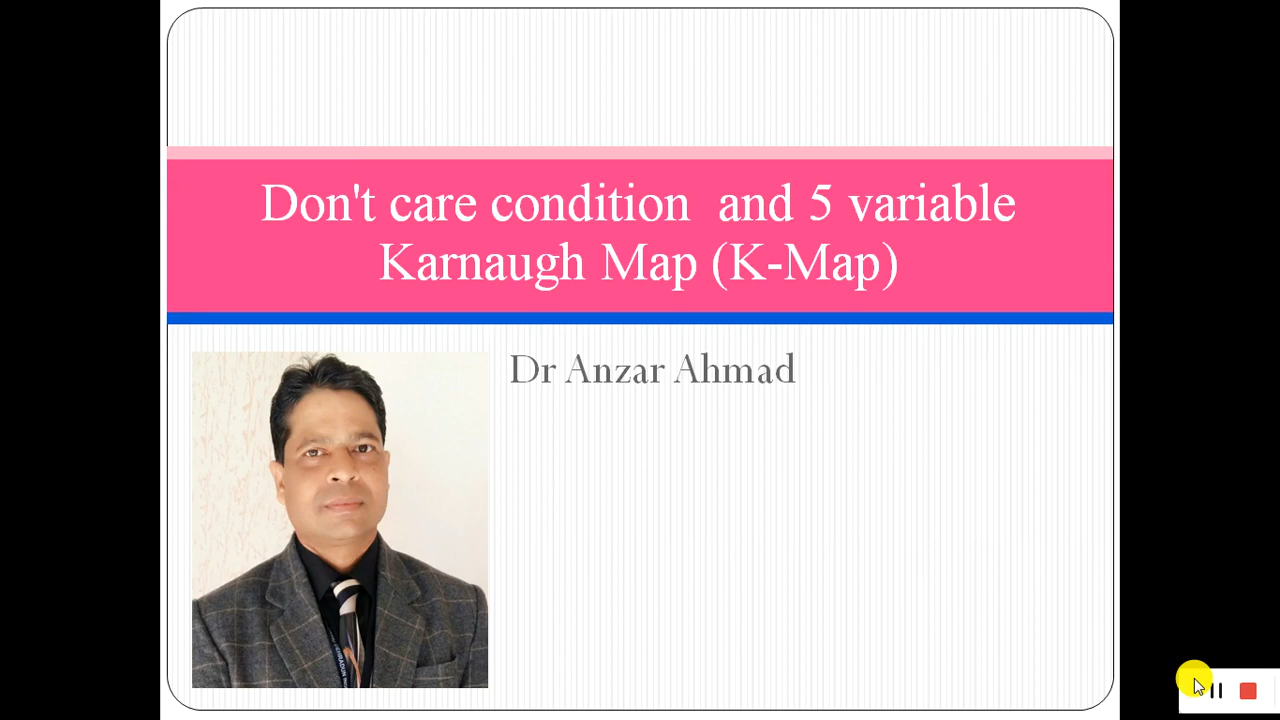 Don't care condition and 5 variable
Karnaugh Map (K-Map)
Dr Anzar Ahmad